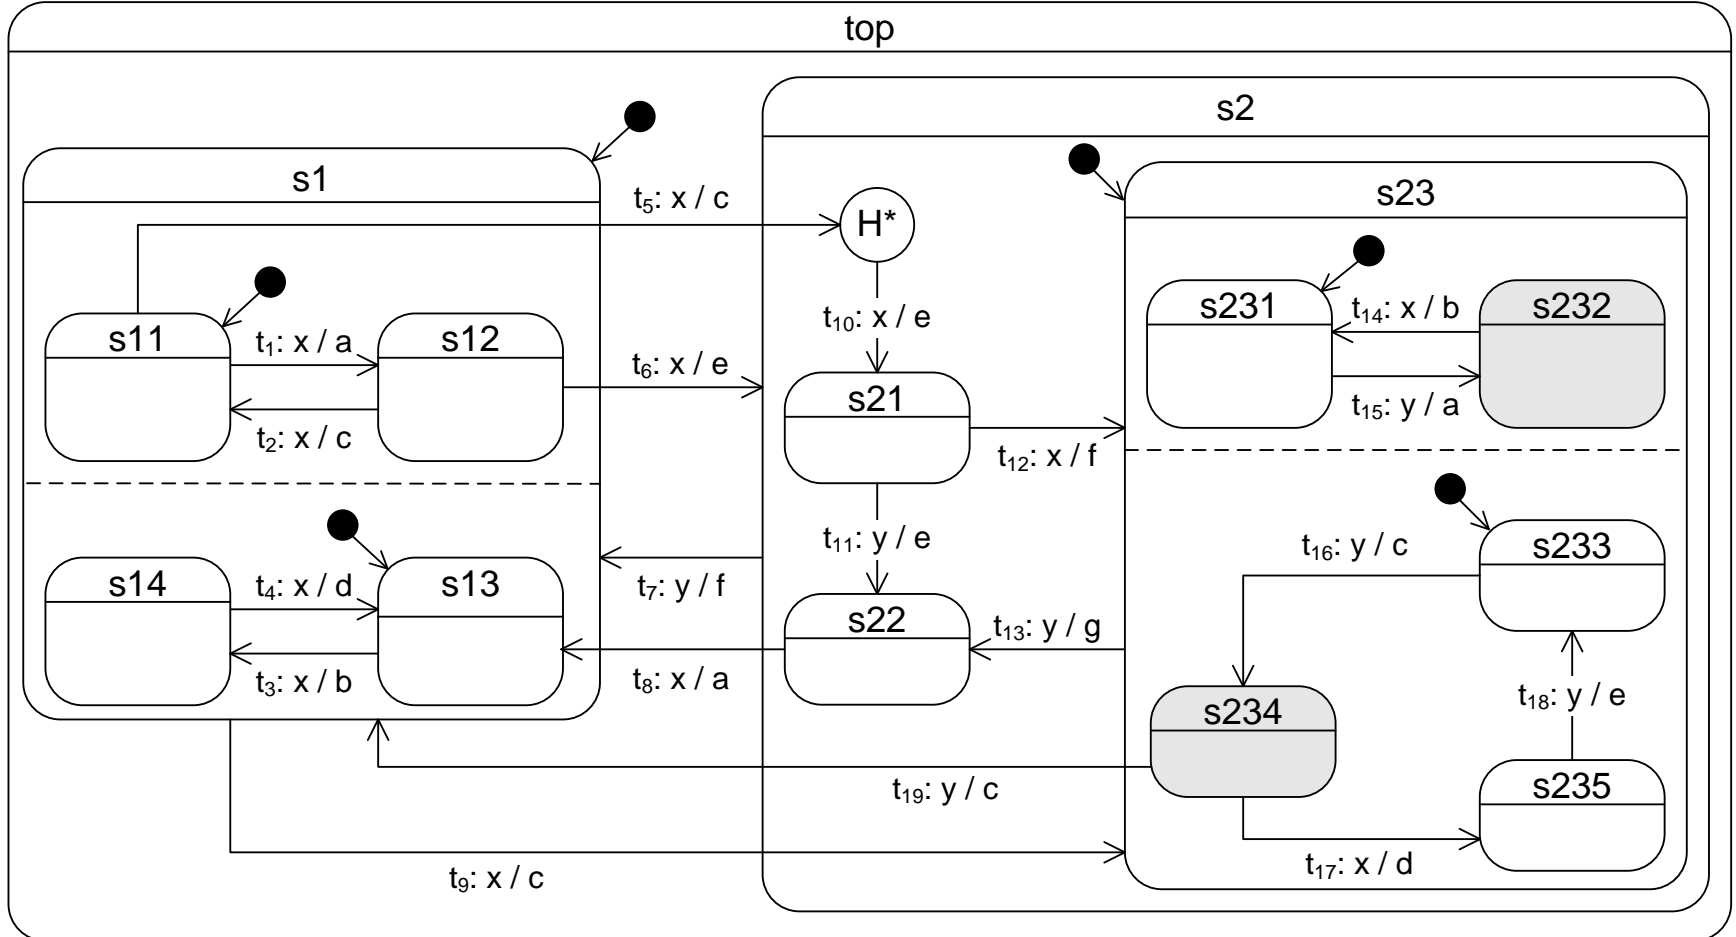 top
s2
s1
s23
t5: x / c
H*
s11
t1: x / a
s12
t2: x / c
t6: x / e
t10: x / e
s231
t14: x / b
s232
t15: y / a
s21
t12: x / f
t11: y / e
t16: y / c
s233
s14
t4: x / d
s13
t3: x / b
t7: y / f
s22
t13: y / g
t8: x / a
t18: y / e
s234
t19: y / c
s235
t17: x / d
t9: x / c